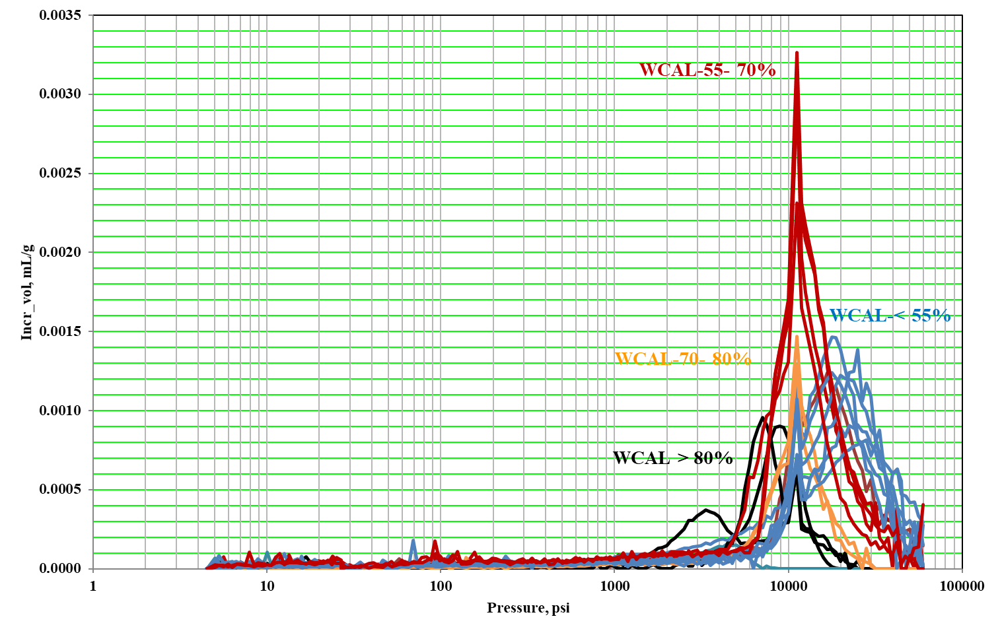 0.0035
WCAL-55- 70%
0.0030
0.0025
0.0020
WCAL-< 55%
0.0015
WCAL-70- 80%
0.0010
WCAL > 80%
0.0005
0.0000
Incr_vol, mL/g
1 10 100 1000 10000 100000
Pressure, psi